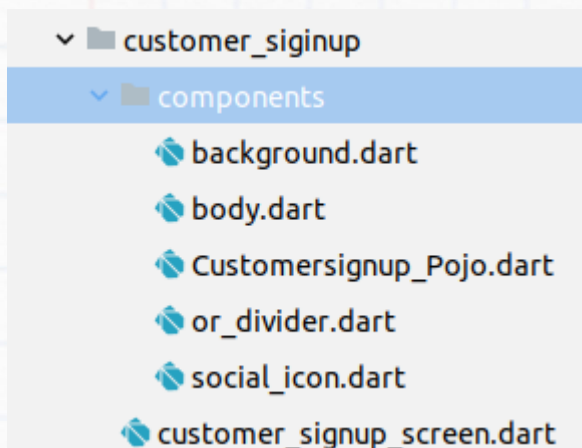 customer_siginup
components
background.dart
body.dart
Customersignup_Pojo.dart
or_divider.dart
social_icon.dart
customer_signup_screen.dart